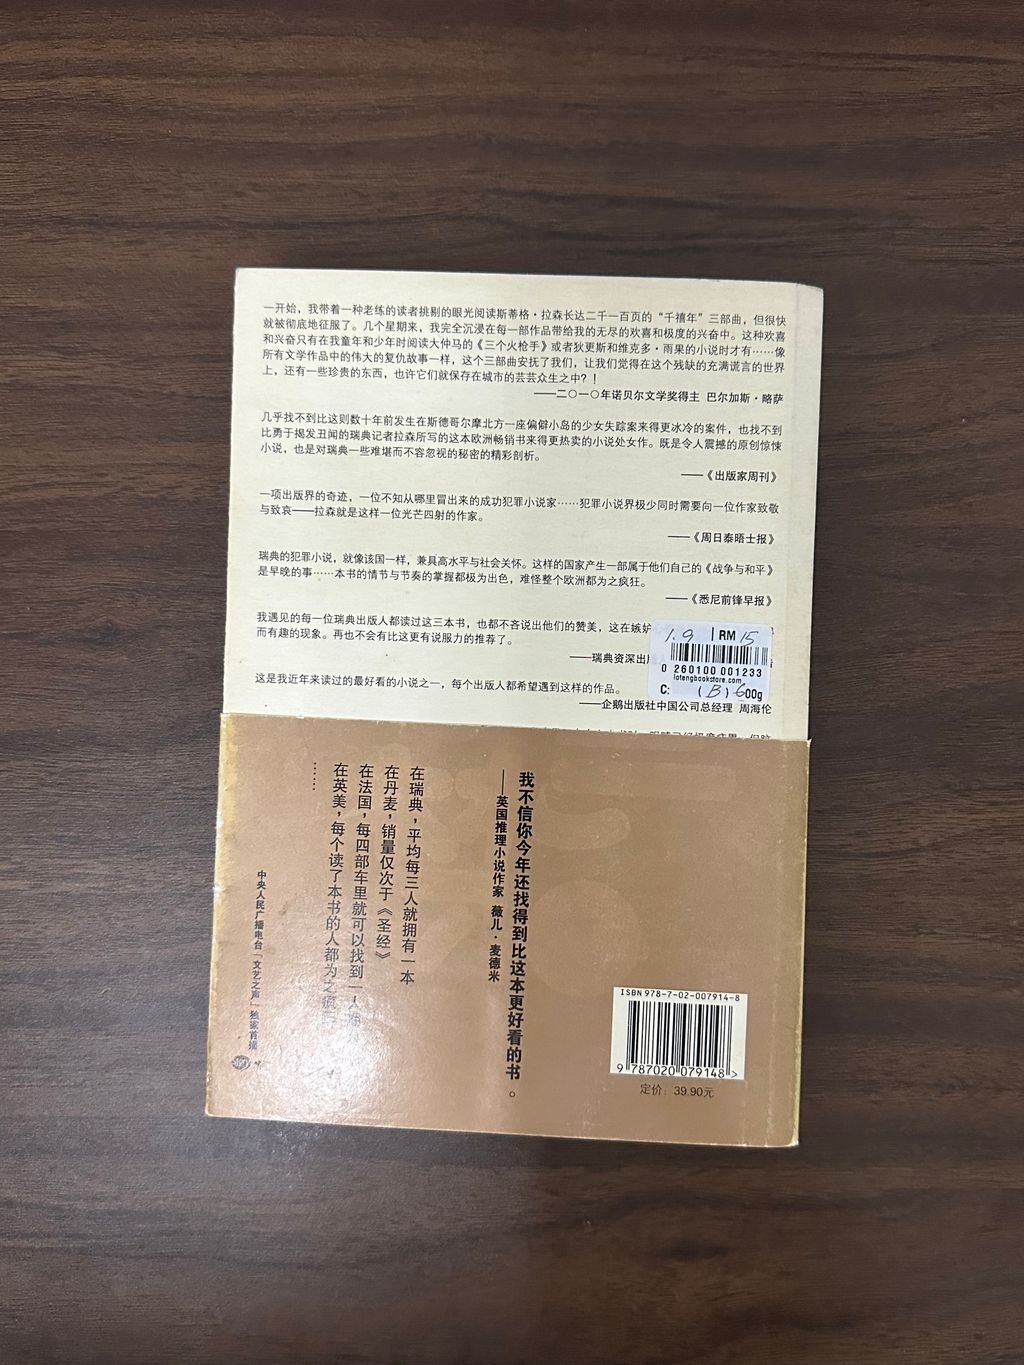 一开始，我带着一种老练的读者挑剔的眼光阅读斯蒂格·拉森长达二千一百页的“千禧年”三部曲，但很快
就被彻底地征服了。几个星期来，我完全沉浸在每一部作品带给我的无尽的欢喜和极度的兴奋中。这种欢喜
和兴奋只有在我童年和少年时阅读大仲马的《三个火枪手》或者狄更斯和维克多·雨果的小说时才有……像
所有文学作品中的伟大的复仇故事一样，这个三部曲安抚了我们，让我们觉得在这个残缺的充满谎言的世界
上，还有一些珍贵的东西，也许它们就保存在城市的芸芸众生之中？！
——二〇一〇年诺贝尔文学奖得主 巴尔加斯·略萨
几乎找不到比这则数十年前发生在斯德哥尔摩北方一座偏僻小岛的少女失踪案来得更冰冷的案件，也找不到
比勇于揭发丑闻的瑞典记者拉森所写的这本欧洲畅销书来得更热卖的小说处女作。既是令人震撼的原创惊悚
小说，也是对瑞典一些难堪而不容忽视的秘密的精彩剖析。
——《出版家周刊》
一项出版界的奇迹，一位不知从哪里冒出来的成功犯罪小说家……犯罪小说界极少同时需要向一位作家致敬
与致哀——拉森就是这样一位光芒四射的作家。
——《周日泰晤士报》
瑞典的犯罪小说，就像该国一样，兼具高水平与社会关怀。这样的国家产生一部属于他们自己的《战争与和平》
是早晚的事……本书的情节与节奏的掌握都极为出色，难怪整个欧洲都为之疯狂。
——《悉尼前锋早报》
我遇见的每一位瑞典出版人都读过这三本书，也都不吝说出他们的赞美，这在嫉妒
而有趣的现象。再也不会有比这更有说服力的推荐了。
——瑞典资深出版
这是我近年来读过的最好看的小说之一，每个出版人都希望遇到这样的作品。
——企鹅出版社中国公司总经理 周海伦
1.9 RM 15
0 260100 001233
lotengbookstore.com
C: (B) 600g
我不信你今年还找得到比这本更好看的书。
——英国推理小说作家 薇儿·麦德米
在瑞典，平均每三人就拥有一本
在丹麦，销量仅次于《圣经》
在法国，每四部车里就可以找到一
在英美，每个读了本书的人都为之疯
……
中央人民广播电台「文艺之声」独家首播
ISBN 978-7-02-007914-8
9 787020 079148 >
定价：39.90元